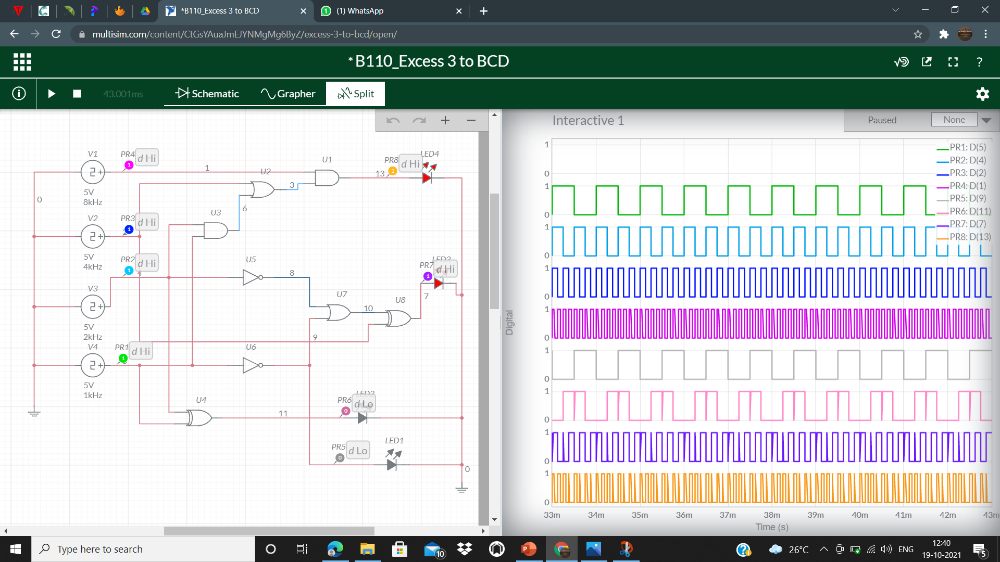 *B110_Excess 3 to BCD
(1) WhatsApp
multisim.com/content/CtGsYAuaJmEJYNMgMg6ByZ/excess-3-to-bcd/open/
*B110_Excess 3 to BCD
43.001ms
Schematic
Grapher
Split
V1
PR4
d Hi
1
5V
8kHz
0
U2
3
U1
13
PR8
d Hi
LED4
V2
PR3
d Hi
5V
4kHz
U3
6
PR2
d Hi
4
V3
5V
2kHz
U5
8
U7
10
U8
PR7
d Hi
LED3
7
9
V4
PR1
d Hi
5V
1kHz
U6
U4
11
PR6
d Lo
LED2
PR5
d Lo
LED1
0
Interactive 1
Paused
None
Digital
1
0
1
0
1
0
1
0
1
0
1
0
1
0
1
0
1
0
PR1: D(5)
PR2: D(4)
PR3: D(2)
PR4: D(1)
PR5: D(9)
PR6: D(11)
PR7: D(7)
PR8: D(13)
33m 34m 35m 36m 37m 38m 39m 40m 41m 42m 43m
Time (s)
Type here to search
10
26°C
ENG
12:40
19-10-2021
5